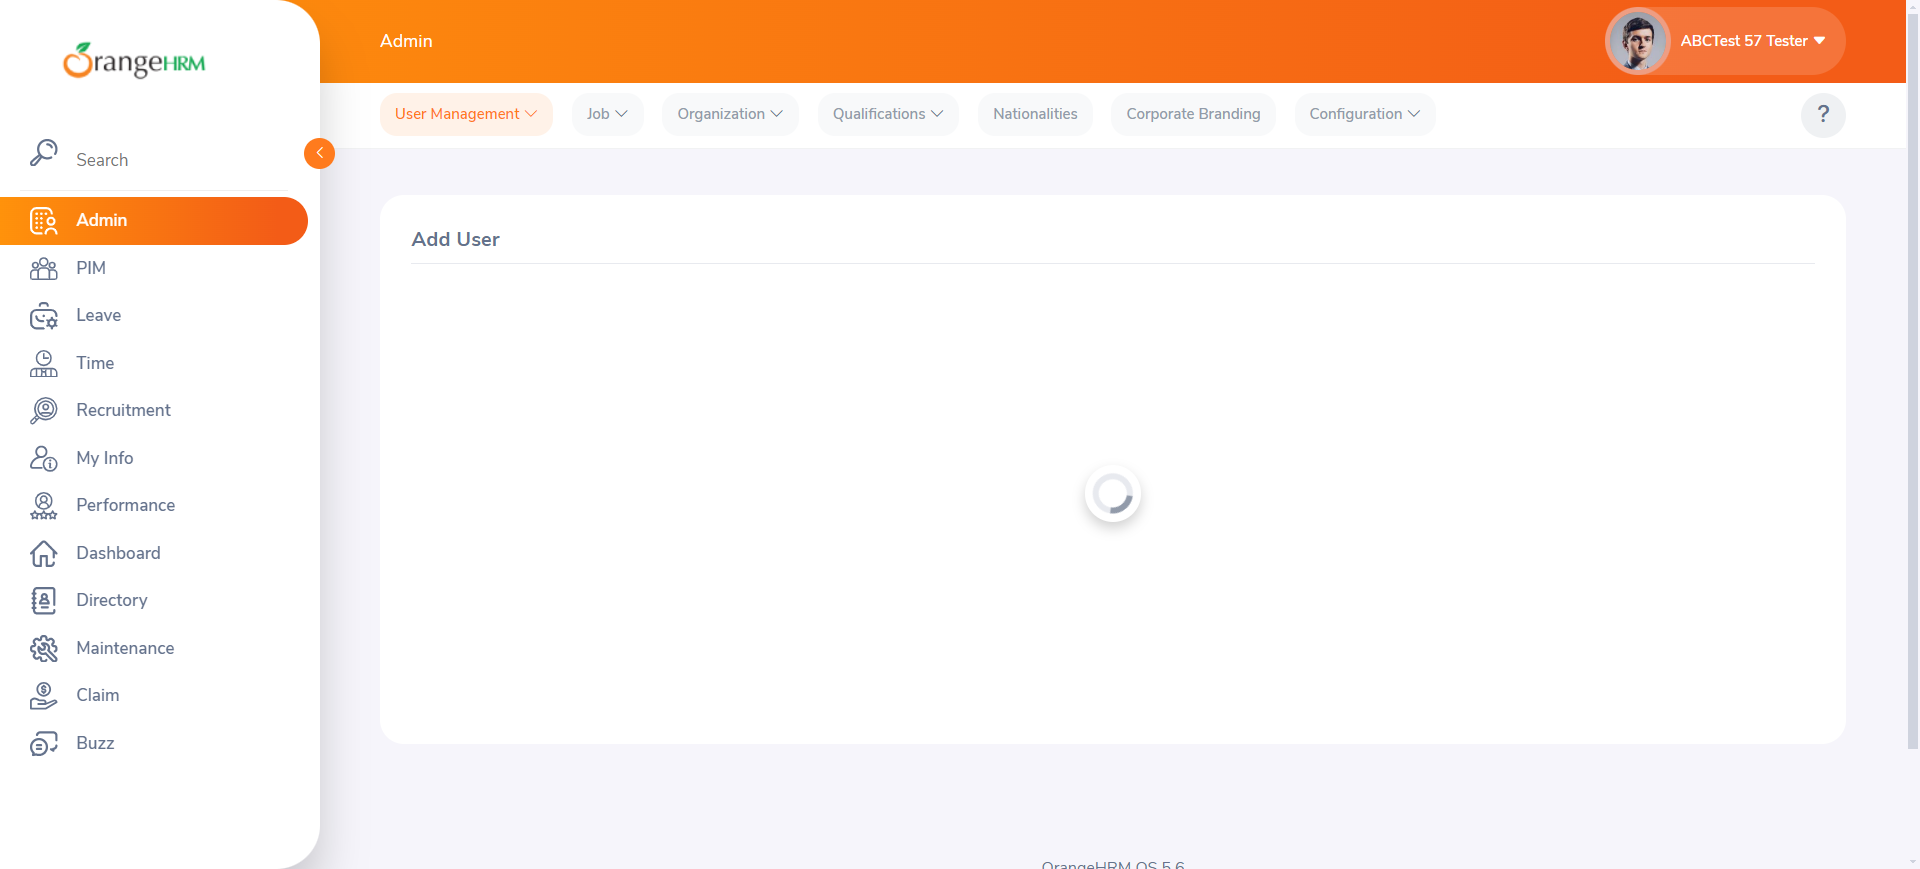 OrangeHRM
Admin
ABCTest 57 Tester
User Management
Job
Organization
Qualifications
Nationalities
Corporate Branding
Configuration
?
Search
Admin
PIM
Leave
Time
Recruitment
My Info
Performance
Dashboard
Directory
Maintenance
Claim
Buzz
Add User
OrangeHRM OS 5.6